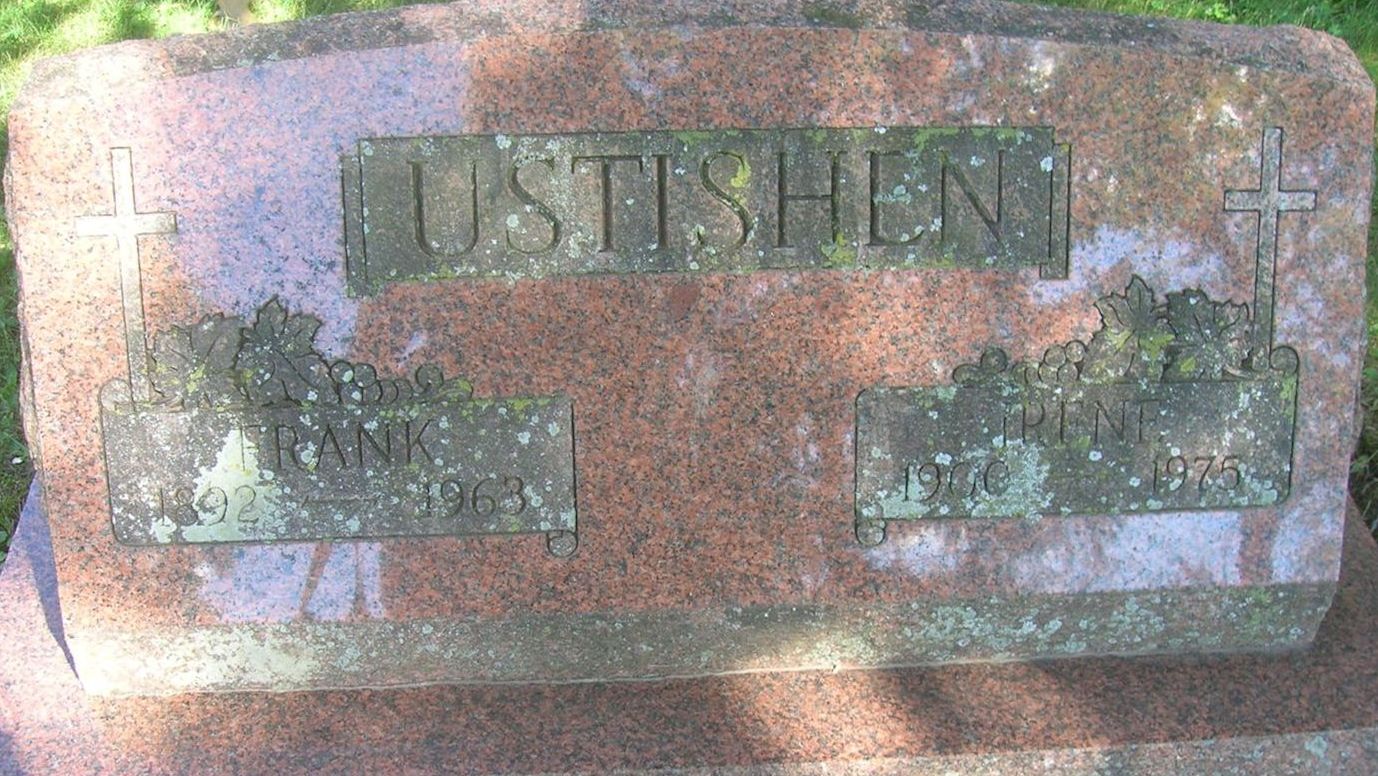 USTISHEN
FRANK
1892 — 1963
IRENE
1900 — 1975